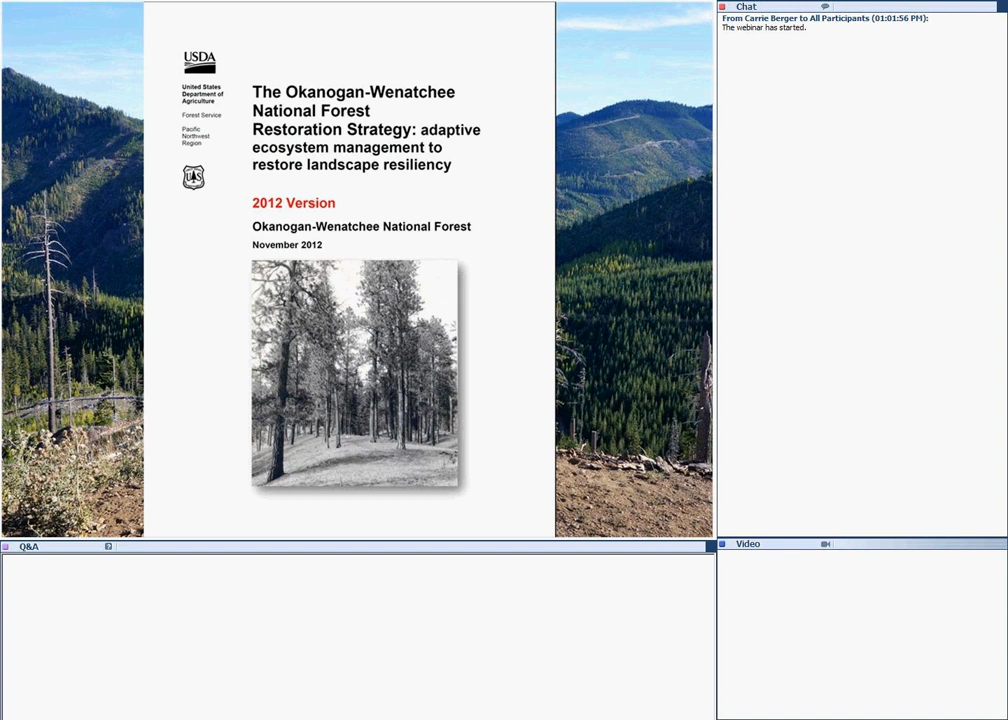 USDA
United States
Department of
Agriculture
Forest Service
Pacific
Northwest
Region
The Okanogan-Wenatchee
National Forest
Restoration Strategy: adaptive
ecosystem management to
restore landscape resiliency
2012 Version
Okanogan-Wenatchee National Forest
November 2012
Chat
From Carrie Berger to All Participants (01:01:56 PM):
The webinar has started.
Q&A
Video